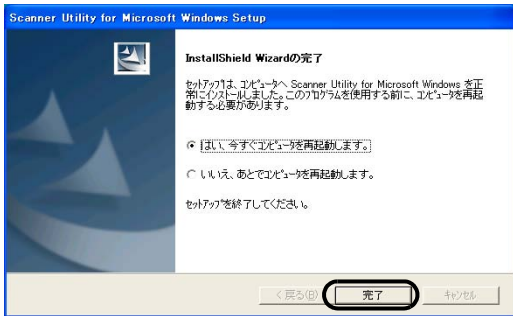 Scanner Utility for Microsoft Windows Setup
InstallShield Wizardの完了
セットアップは、コンピュータへ Scanner Utility for Microsoft Windows を正
常にインストールしました。このプログラムを使用する前に、コンピュータを再起
動する必要があります。
はい、今すぐコンピュータを再起動します。
いいえ、あとでコンピュータを再起動します。
セットアップを終了してください。
< 戻る(B)
完了
キャンセル